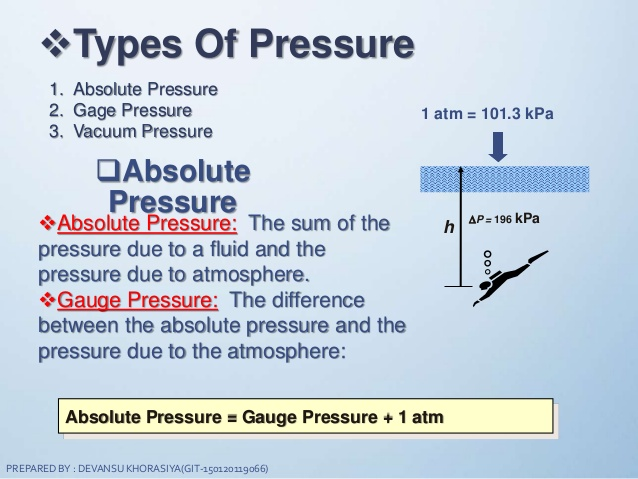 ❖Types Of Pressure
1. Absolute Pressure
2. Gage Pressure
3. Vacuum Pressure
1 atm = 101.3 kPa
❑Absolute
Pressure
❖Absolute Pressure: The sum of the
pressure due to a fluid and the
pressure due to atmosphere.
❖Gauge Pressure: The difference
between the absolute pressure and the
pressure due to the atmosphere:
h
ΔP = 196 kPa
Absolute Pressure = Gauge Pressure + 1 atm
PREPARED BY : DEVANSU KHORASIYA(GIT-150120119066)